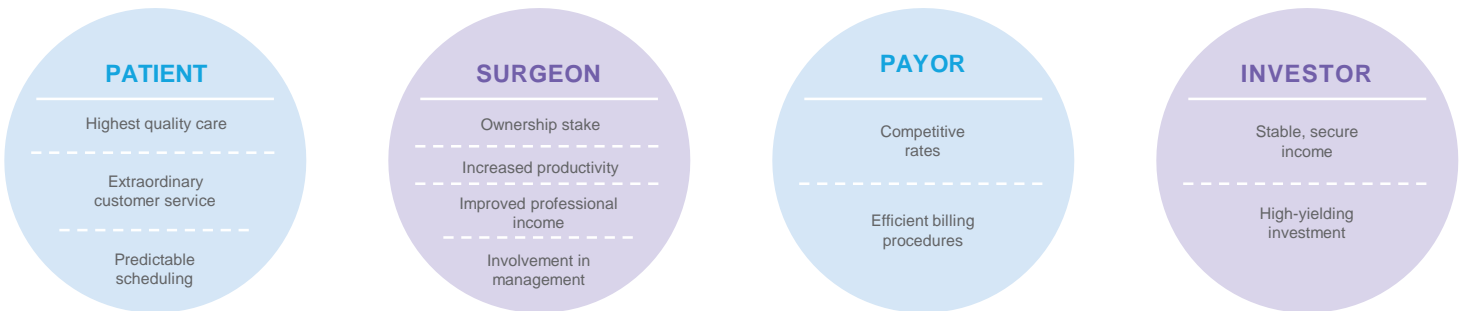 PATIENT
Highest quality care
Extraordinary
customer service
Predictable
scheduling
SURGEON
Ownership stake
Increased productivity
Improved professional
income
Involvement in
management
PAYOR
Competitive
rates
Efficient billing
procedures
INVESTOR
Stable, secure
income
High-yielding
investment